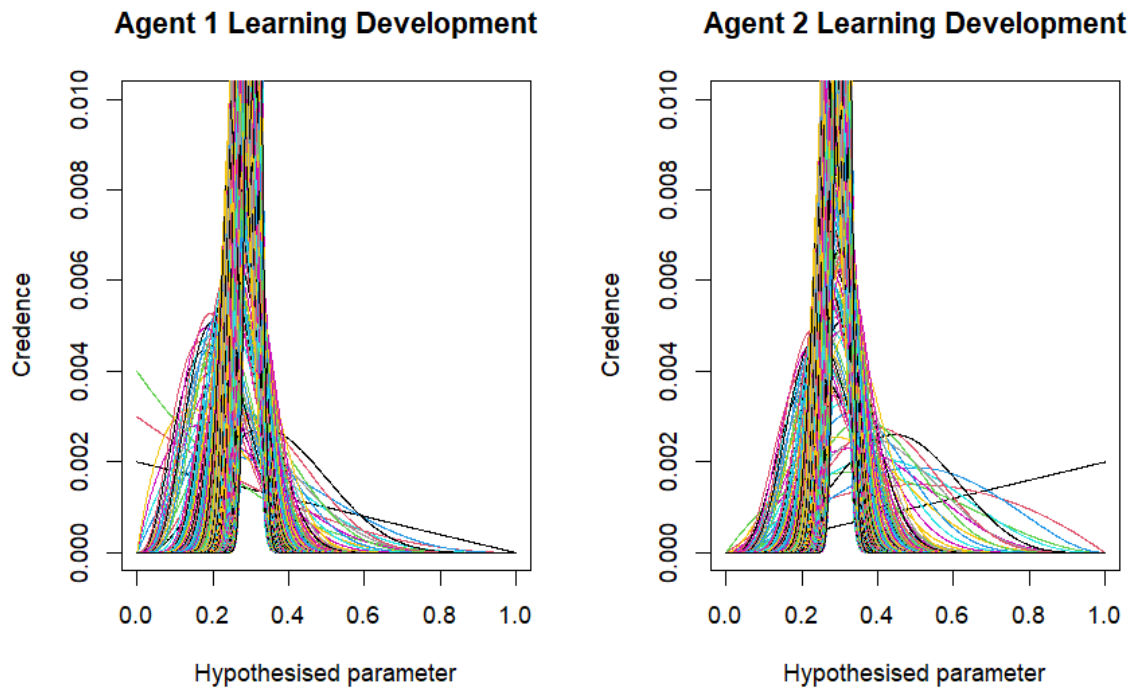 Agent 1 Learning Development
Credence
0.000 0.002 0.004 0.006 0.008 0.010
0.0 0.2 0.4 0.6 0.8 1.0
Hypothesised parameter
Agent 2 Learning Development
Credence
0.000 0.002 0.004 0.006 0.008 0.010
0.0 0.2 0.4 0.6 0.8 1.0
Hypothesised parameter